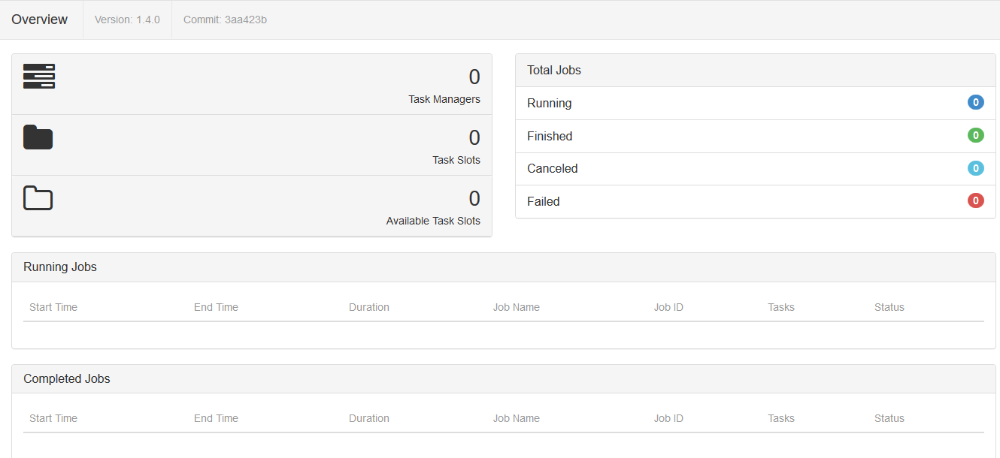 Overview Version: 1.4.0 Commit: 3aa423b
0
Task Managers
0
Task Slots
0
Available Task Slots
Total Jobs
Running 0
Finished 0
Canceled 0
Failed 0
Running Jobs
Start Time End Time Duration Job Name Job ID Tasks Status
Completed Jobs
Start Time End Time Duration Job Name Job ID Tasks Status